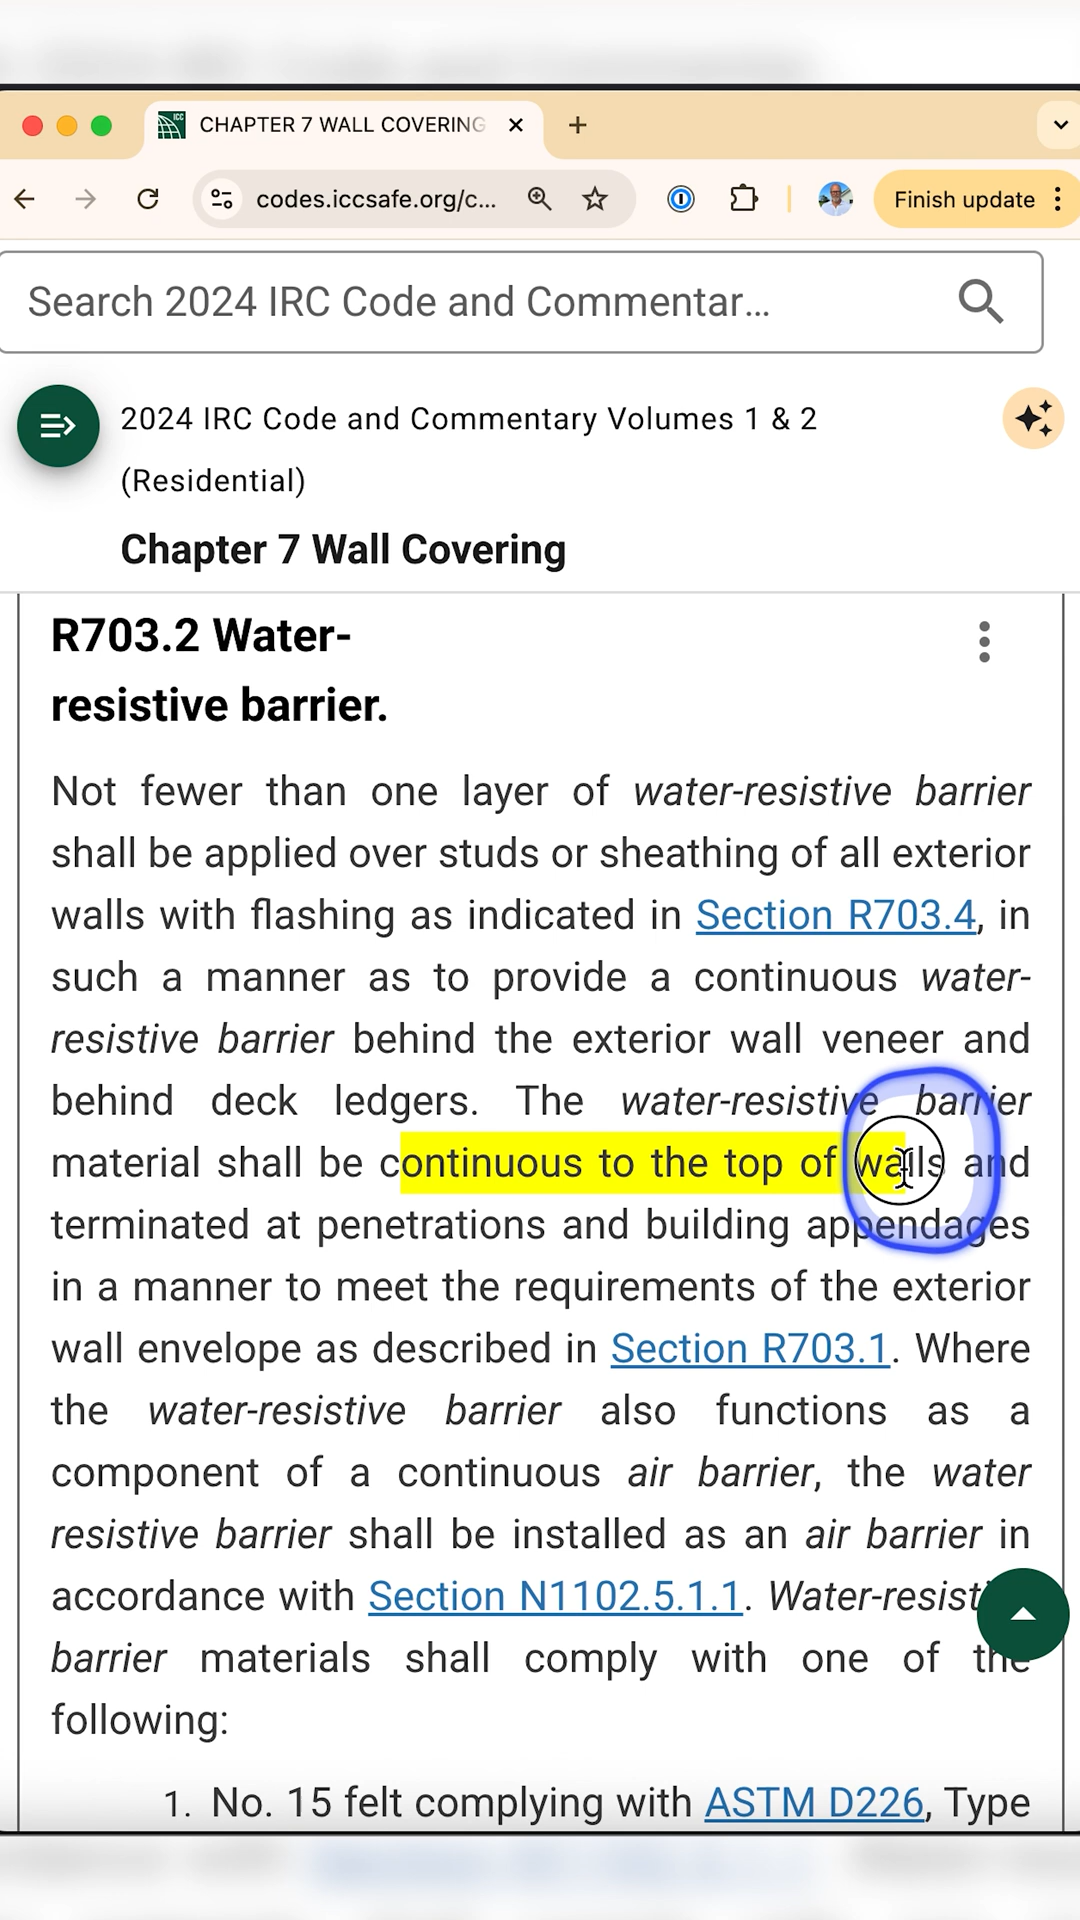 CHAPTER 7 WALL COVERING
codes.iccsafe.org/c...
Finish update
Search 2024 IRC Code and Commentar...
2024 IRC Code and Commentary Volumes 1 & 2
(Residential)
Chapter 7 Wall Covering
R703.2 Water-
resistive barrier.
Not fewer than one layer of water-resistive barrier
shall be applied over studs or sheathing of all exterior
walls with flashing as indicated in Section R703.4, in
such a manner as to provide a continuous water-
resistive barrier behind the exterior wall veneer and
behind deck ledgers. The water-resistive barrier
material shall be continuous to the top of walls and
terminated at penetrations and building appendages
in a manner to meet the requirements of the exterior
wall envelope as described in Section R703.1. Where
the water-resistive barrier also functions as a
component of a continuous air barrier, the water
resistive barrier shall be installed as an air barrier in
accordance with Section N1102.5.1.1. Water-resist
barrier materials shall comply with one of the
following:
1. No. 15 felt complying with ASTM D226, Type